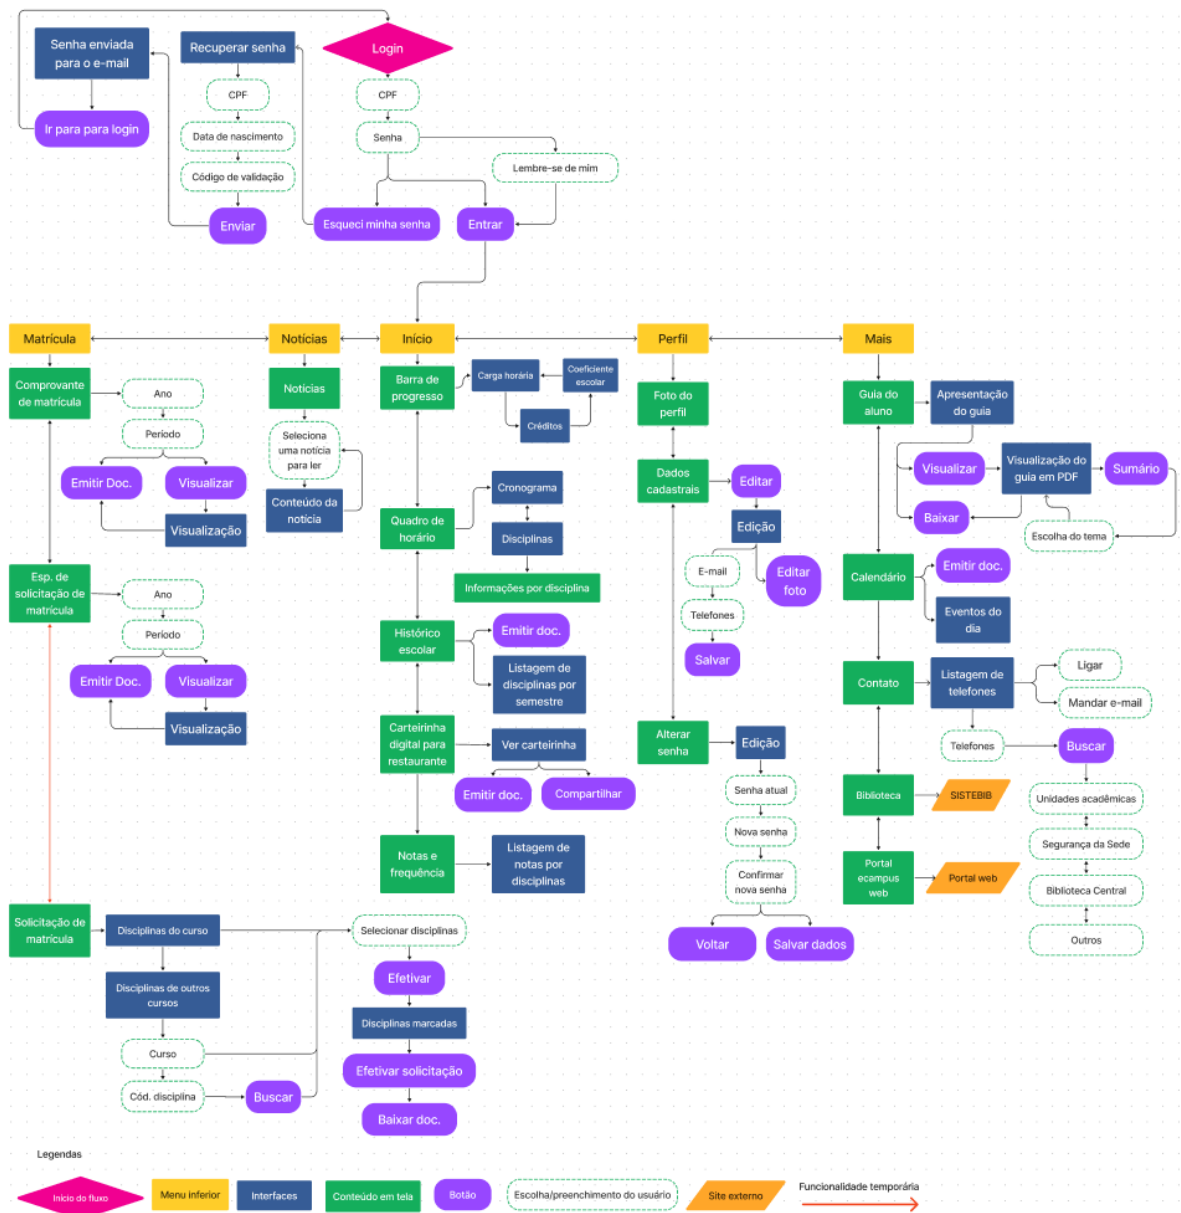 Senha enviada
para o e-mail
Ir para para login
Recuperar senha
CPF
Data de nascimento
Código de validação
Enviar
Login
CPF
Senha
Lembre-se de mim
Esqueci minha senha
Entrar
Matrícula
Notícias
Início
Perfil
Mais
Comprovante
de matrícula
Ano
Período
Emitir Doc.
Visualizar
Visualização
Esp. de
solicitação de
matrícula
Ano
Período
Emitir Doc.
Visualizar
Visualização
Solicitação de
matrícula
Disciplinas do curso
Disciplinas de outros
cursos
Curso
Cód. disciplina
Buscar
Selecionar disciplinas
Efetivar
Disciplinas marcadas
Efetivar solicitação
Baixar doc.
Notícias
Seleciona
uma notícia
para ler
Conteúdo da
notícia
Barra de
progresso
Carga horária
Coeficiente
escolar
Créditos
Quadro de
horário
Cronograma
Disciplinas
Informações por disciplina
Histórico
escolar
Emitir doc.
Listagem de
disciplinas por
semestre
Carteirinha
digital para
restaurante
Ver carteirinha
Emitir doc.
Compartilhar
Notas e
frequência
Listagem de
notas por
disciplinas
Foto do
perfil
Dados
cadastrais
Editar
Edição
E-mail
Telefones
Salvar
Editar
foto
Alterar
senha
Edição
Senha atual
Nova senha
Confirmar
nova senha
Voltar
Salvar dados
Guia do
aluno
Apresentação
do guia
Visualizar
Visualização do
guia em PDF
Sumário
Baixar
Escolha do tema
Calendário
Emitir doc.
Eventos do
dia
Contato
Listagem de
telefones
Ligar
Mandar e-mail
Telefones
Buscar
Unidades acadêmicas
Segurança da Sede
Biblioteca Central
Outros
Biblioteca
SISTEBIB
Portal
ecampus
web
Portal web
Legendas
Início do fluxo
Menu inferior
Interfaces
Conteúdo em tela
Botão
Escolha/preenchimento do usuário
Site externo
Funcionalidade temporária